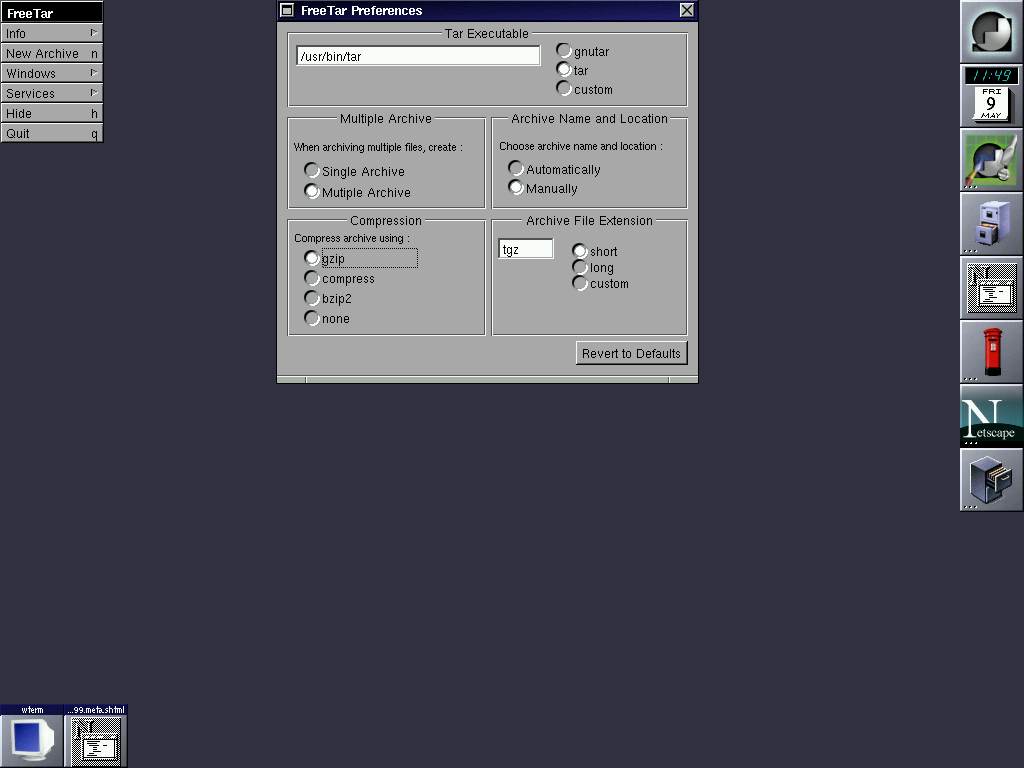 FreeTar
Info
New Archive n
Windows
Services
Hide h
Quit q
FreeTar Preferences
Tar Executable
/usr/bin/tar
gnutar
tar
custom
Multiple Archive
When archiving multiple files, create :
Single Archive
Mutiple Archive
Archive Name and Location
Choose archive name and location :
Automatically
Manually
Compression
Compress archive using :
gzip
compress
bzip2
none
Archive File Extension
tgz
short
long
custom
Revert to Defaults
11:49
FRI
9
MAY
N
Netscape
wterm
...99.meta.shtml
N